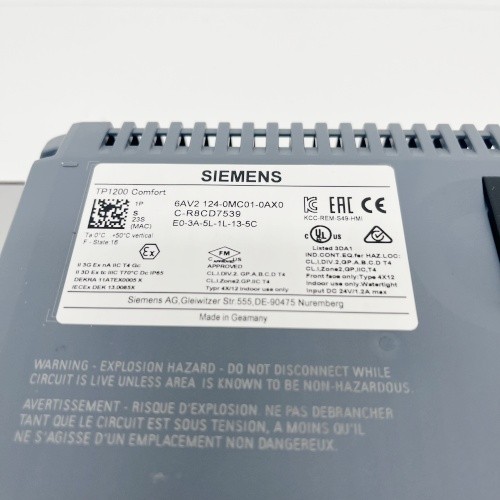 SIEMENS
TP1200 Comfort
1P 6AV2 124-0MC01-0AX0
S C-R8CD7539
23S E0-3A-5L-1L-13-5C
(MAC)
Ta 0°C +50°C vertical
F - State 18
Ex
FM
APPROVED
EAC CE
KCC-REM-S49-HMI
II 3G Ex nA IIC T4 Gc
II 3D Ex tc IIIC T70°C Dc IP65
DEKRA 11ATEX0005 X
IECEx DEK 13.0085X
CL.I,DIV.2,GP.A,B,C,D T4
CL.I,Zone2,GP.IIC T4
Type 4X/12 Indoor use only
Listed 3DA1
IND.CONT.EQ.for HAZ.LOC:
CL.I,DIV.2,GP.A,B,C,D T4
CL.I,Zone2,GP.IIC,T4
Front face only: Type 4X12
Indoor use:Watertight
Input DC 24V/1.2A max
Siemens AG,Gleiwitzer Str.555,DE-90475 Nuremberg
Made in Geamany
WARNING - EXPLOSION HAZARD - DO NOT DISCONNECT WHILE
CIRCUIT IS LIVE UNLESS AREA IS KNOWN TO BE NON-HAZARDOUS.
AVERTISSEMENT - RISQUE D'EXPLOSION. NE PAS DEBRANCHER
TANT QUE LE CIRCUIT EST SOUS TENSION, A MOINS QU'IL
NE S'AGISSE D'UN EMPLACEMENT NON DANGEREUX.